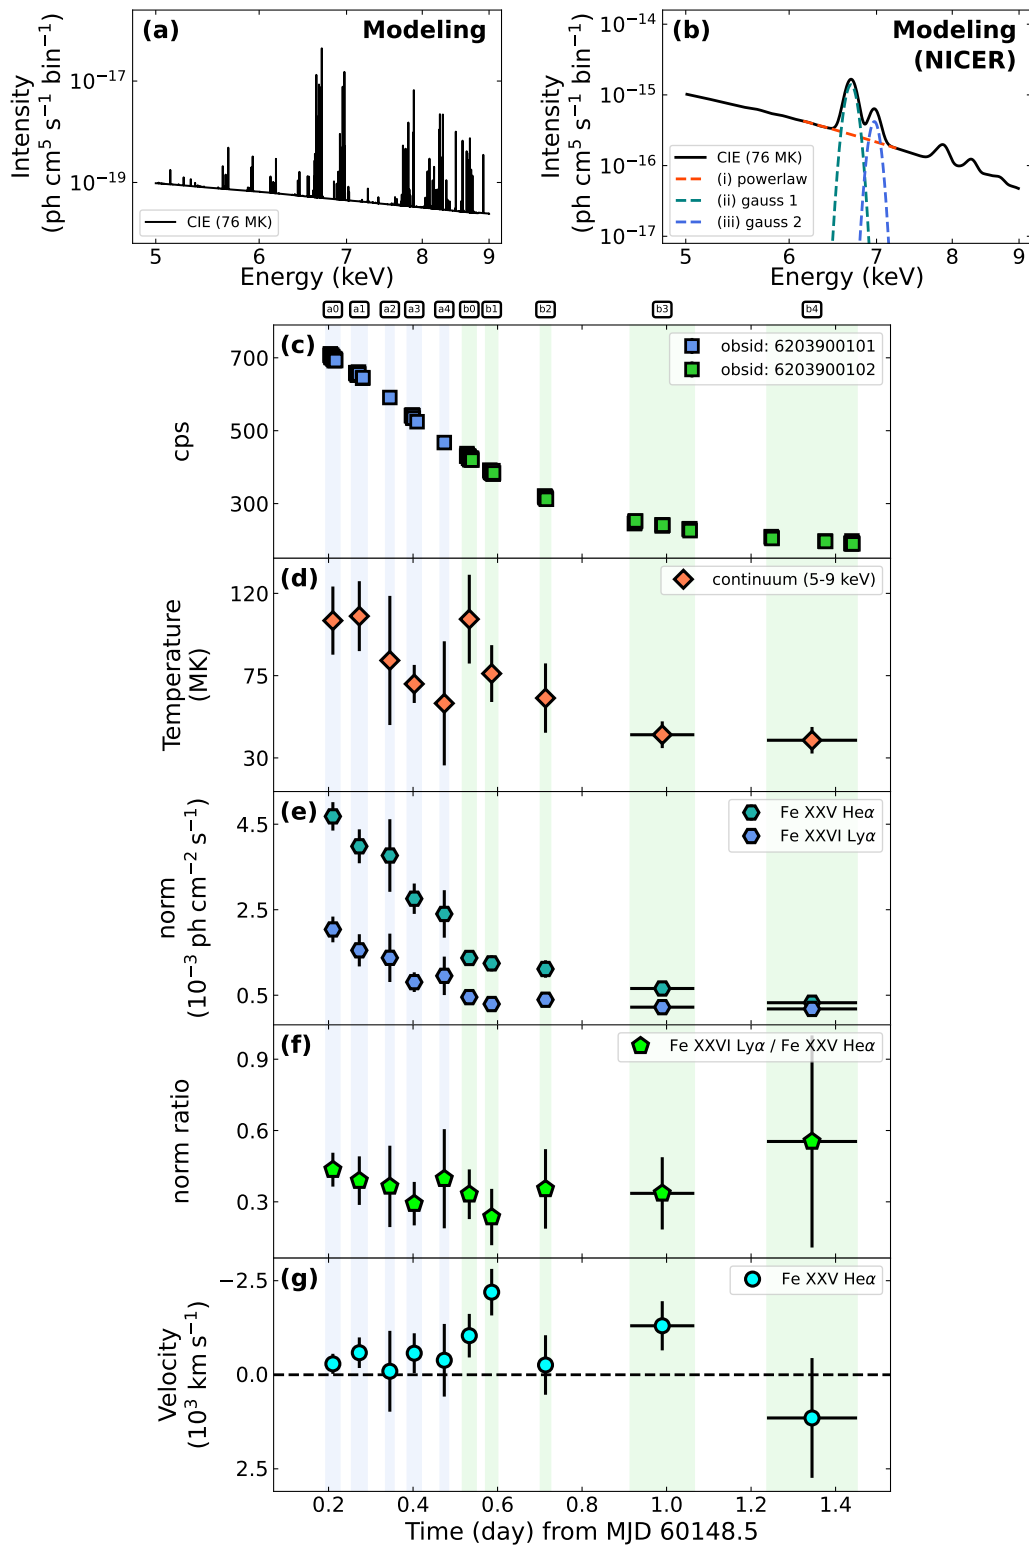 (a) Modeling
Intensity
(ph cm⁵ s⁻¹ bin⁻¹)
10⁻¹⁷
10⁻¹⁹
CIE (76 MK)
5 6 7 8 9
Energy (keV)
(b) Modeling
(NICER)
Intensity
(ph cm⁵ s⁻¹ bin⁻¹)
10⁻¹⁴
10⁻¹⁵
10⁻¹⁶
10⁻¹⁷
CIE (76 MK)
(i) powerlaw
(ii) gauss 1
(iii) gauss 2
5 6 7 8 9
Energy (keV)
a0 a1 a2 a3 a4 b0 b1 b2 b3 b4
(c)
obsid: 6203900101
obsid: 6203900102
cps
700
500
300
(d)
continuum (5-9 keV)
Temperature
(MK)
120
75
30
(e)
Fe XXV Heα
Fe XXVI Lyα
norm
(10⁻³ ph cm⁻² s⁻¹)
4.5
2.5
0.5
(f)
Fe XXVI Lyα / Fe XXV Heα
norm ratio
0.9
0.6
0.3
(g)
Fe XXV Heα
Velocity
(10³ km s⁻¹)
−2.5
0.0
2.5
0.2 0.4 0.6 0.8 1.0 1.2 1.4
Time (day) from MJD 60148.5